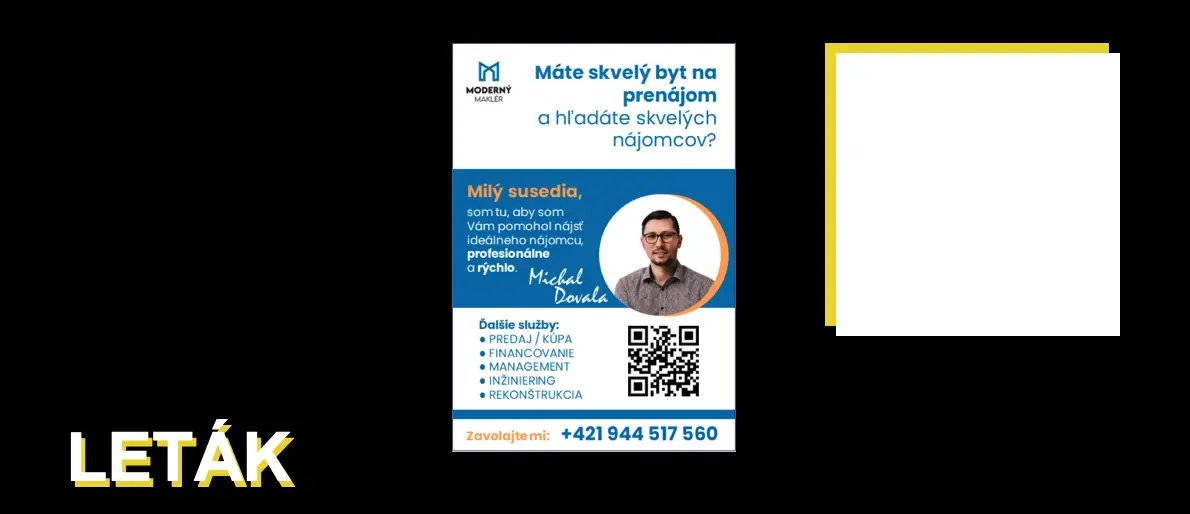 MODERNÝ
MAKLÉR
Máte skvelý byt na
prenájom
a hľadáte skvelých
nájomcov?
Milý susedia,
som tu, aby som
Vám pomohol nájsť
ideálneho nájomcu,
profesionálne
a rýchlo.
Michal
Dovala
Ďalšie služby:
● PREDAJ / KÚPA
● FINANCOVANIE
● MANAGEMENT
● INŽINIERING
● REKONŠTRUKCIA
Zavolajte mi: +421 944 517 560
LETÁK